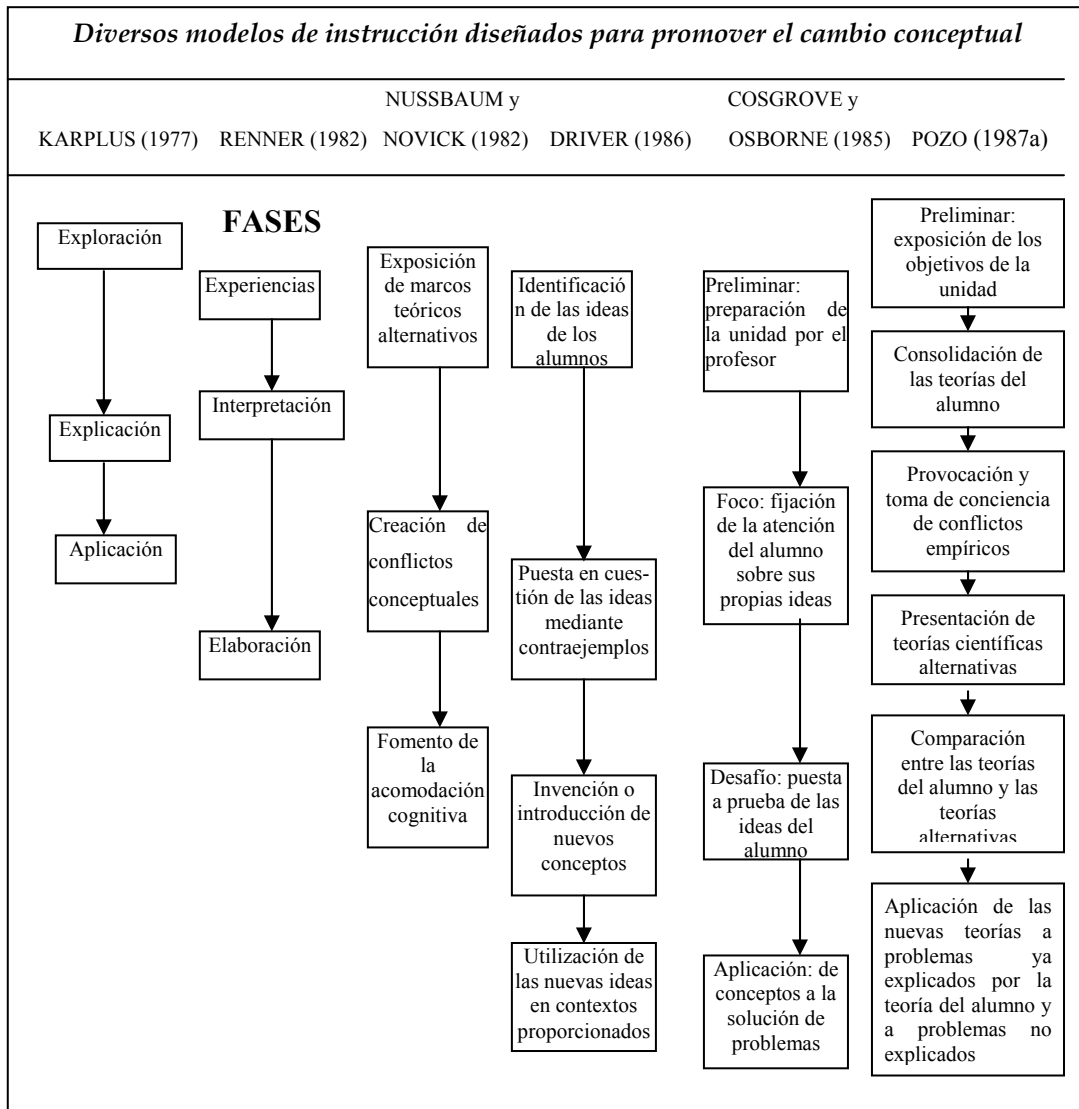 Diversos modelos de instrucción diseñados para promover el cambio conceptual
NUSSBAUM y
COSGROVE y
KARPLUS (1977)
RENNER (1982)
NOVICK (1982)
DRIVER (1986)
OSBORNE (1985)
POZO (1987a)
FASES
Exploración
Explicación
Aplicación
Experiencias
Interpretación
Elaboración
Exposición
de marcos
teóricos
alternativos
Creación de
conflictos
conceptuales
Fomento de
la
acomodación
cognitiva
Identificació
n de las ideas
de los
alumnos
Puesta en cues-
tión de las ideas
mediante
contraejemplos
Invención o
introducción de
nuevos
conceptos
Utilización de
las nuevas ideas
en contextos
proporcionados
Preliminar:
preparación de
la unidad por el
profesor
Foco: fijación
de la atención
del alumno
sobre sus
propias ideas
Desafío: puesta
a prueba de las
ideas del
alumno
Aplicación: de
conceptos a la
solución de
problemas
Preliminar:
exposición de los
objetivos de la
unidad
Consolidación de
las teorías del
alumno
Provocación y
toma de conciencia
de conflictos
empíricos
Presentación de
teorías científicas
alternativas
Comparación
entre las teorías
del alumno y las
teorías
alternativas
Aplicación de las
nuevas teorías a
problemas ya
explicados por la
teoría del alumno y
a problemas no
explicados